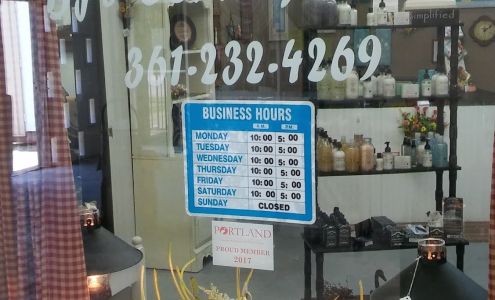 361-232-4269
simplified
BUSINESS HOURS
A.M. P.M.
MONDAY 10:00 5:00
TUESDAY 10:00 5:00
WEDNESDAY 10:00 5:00
THURSDAY 10:00 5:00
FRIDAY 10:00 5:00
SATURDAY 10:00 5:00
SUNDAY CLOSED
PORTLAND
PROUD MEMBER
2017